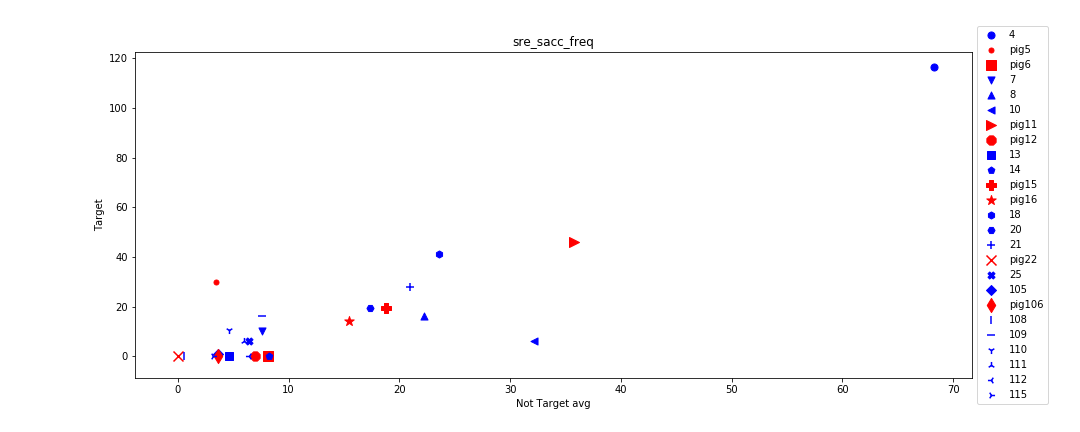 sre_sacc_freq
120
100
80
60
40
20
0
Target
0 10 20 30 40 50 60 70
Not Target avg
4
pig5
pig6
7
8
10
pig11
pig12
13
14
pig15
pig16
18
20
21
pig22
25
105
pig106
108
109
110
111
112
115